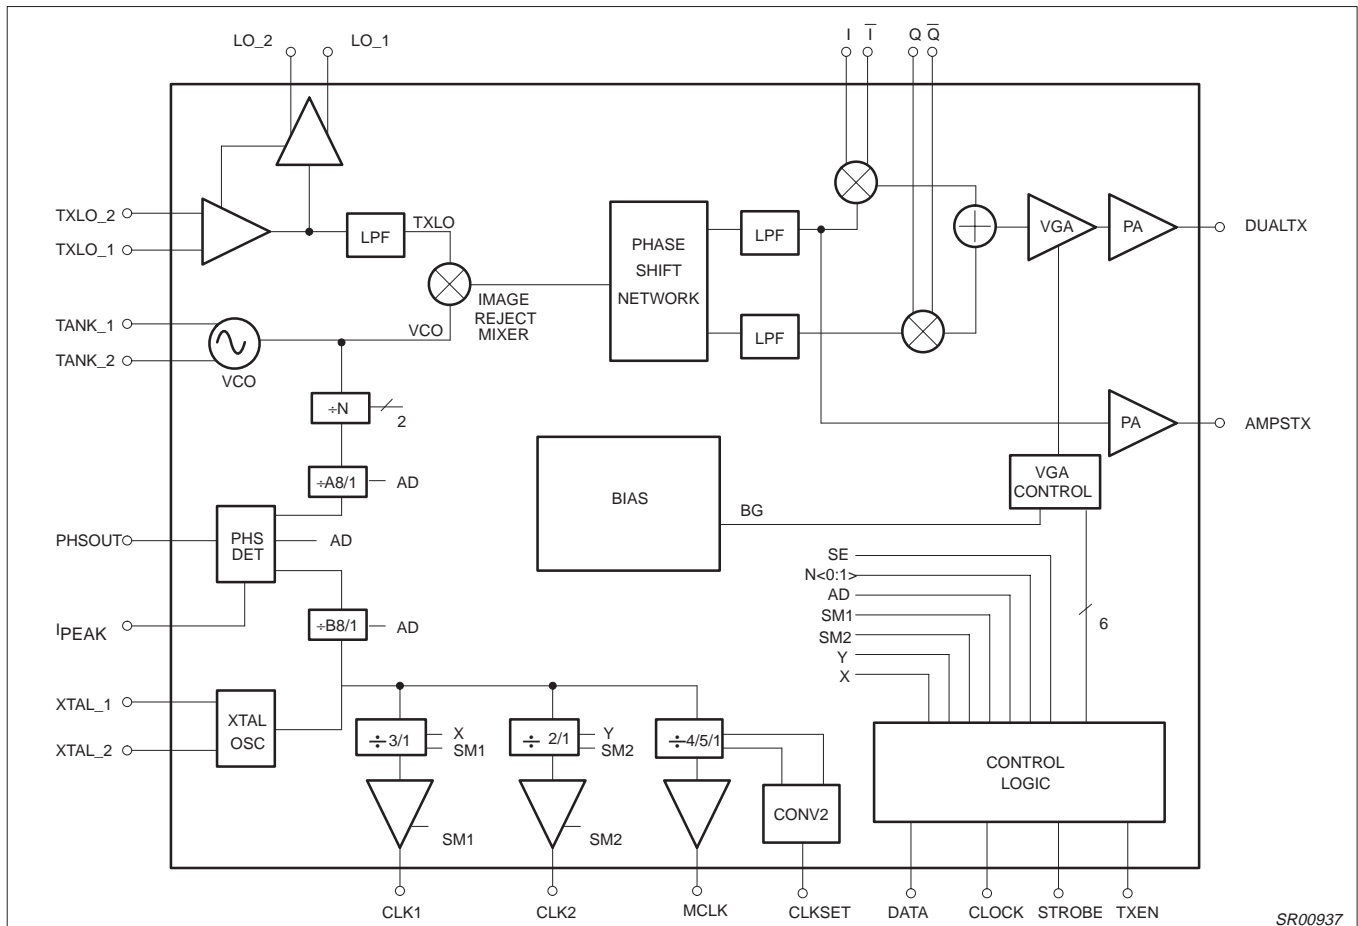 LO_2
LO_1
I
I̅
Q
Q̅
TXLO_2
TXLO_1
LPF
TXLO
IMAGE
REJECT
MIXER
PHASE
SHIFT
NETWORK
LPF
LPF
VGA
PA
DUALTX
TANK_1
TANK_2
VCO
VCO
÷N
2
÷A8/1
AD
PA
AMPSTX
VGA
CONTROL
BIAS
BG
PHSOUT
PHS
DET
AD
IPEAK
÷B8/1
AD
SE
N<0:1>
AD
SM1
SM2
Y
X
6
XTAL_1
XTAL_2
XTAL
OSC
÷3/1
X
SM1
÷ 2/1
Y
SM2
÷4/5/1
CONV2
CONTROL
LOGIC
SM1
SM2
CLK1
CLK2
MCLK
CLKSET
DATA
CLOCK
STROBE
TXEN
SR00937